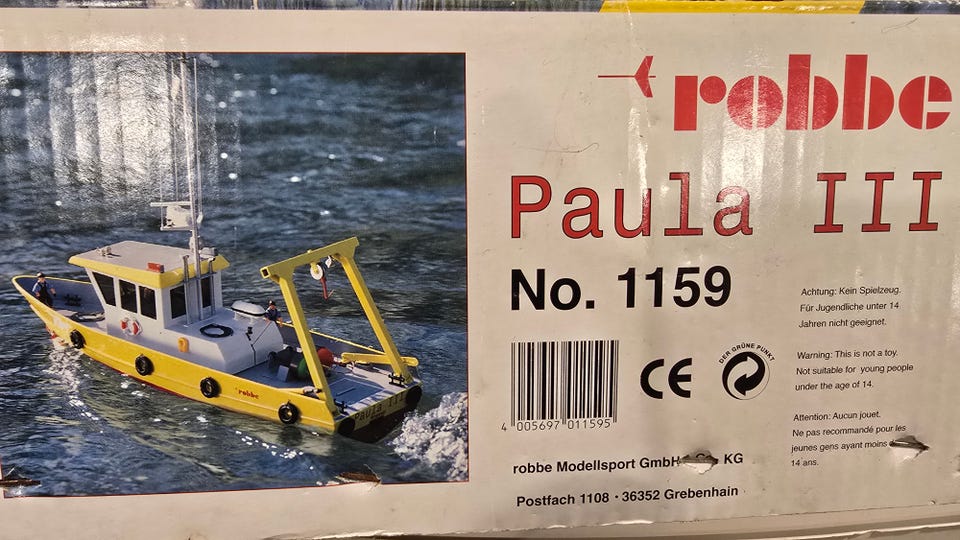 robbe
Paula III
No. 1159
4 005697 011595
CE
DER GRÜNE PUNKT
Achtung: Kein Spielzeug.
Für Jugendliche unter 14
Jahren nicht geeignet.
Warning: This is not a toy.
Not suitable for young people
under the age of 14.
Attention: Aucun jouet.
Ne pas recommandé pour les
jeunes gens ayant moins
14 ans.
robbe Modellsport GmbH KG
Postfach 1108 · 36352 Grebenhain
robbe
Paula III